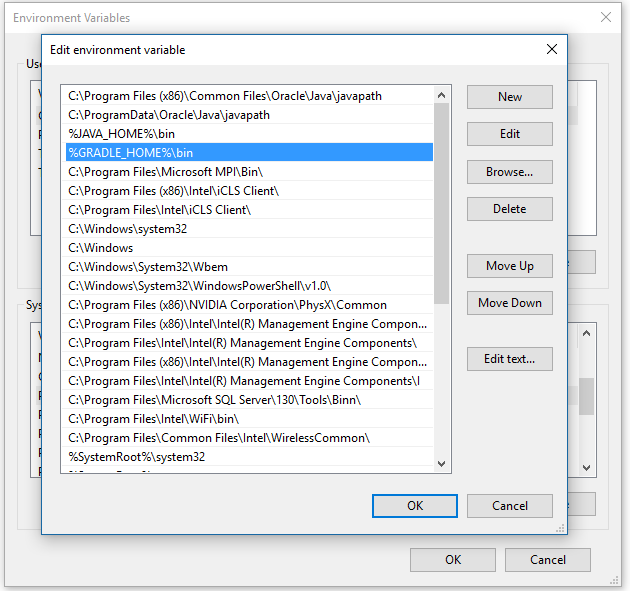 Environment Variables
Edit environment variable
C:\Program Files (x86)\Common Files\Oracle\Java\javapath
C:\ProgramData\Oracle\Java\javapath
%JAVA_HOME%\bin
%GRADLE_HOME%\bin
C:\Program Files\Microsoft MPI\Bin\
C:\Program Files (x86)\Intel\iCLS Client\
C:\Program Files\Intel\iCLS Client\
C:\Windows\system32
C:\Windows
C:\Windows\System32\Wbem
C:\Windows\System32\WindowsPowerShell\v1.0\
C:\Program Files (x86)\NVIDIA Corporation\PhysX\Common
C:\Program Files (x86)\Intel\Intel(R) Management Engine Compon...
C:\Program Files\Intel\Intel(R) Management Engine Components\
C:\Program Files (x86)\Intel\Intel(R) Management Engine Compon...
C:\Program Files\Intel\Intel(R) Management Engine Components\I
C:\Program Files\Microsoft SQL Server\130\Tools\Binn\
C:\Program Files\Intel\WiFi\bin\
C:\Program Files\Common Files\Intel\WirelessCommon\
%SystemRoot%\system32
New
Edit
Browse...
Delete
Move Up
Move Down
Edit text...
OK
Cancel
OK
Cancel